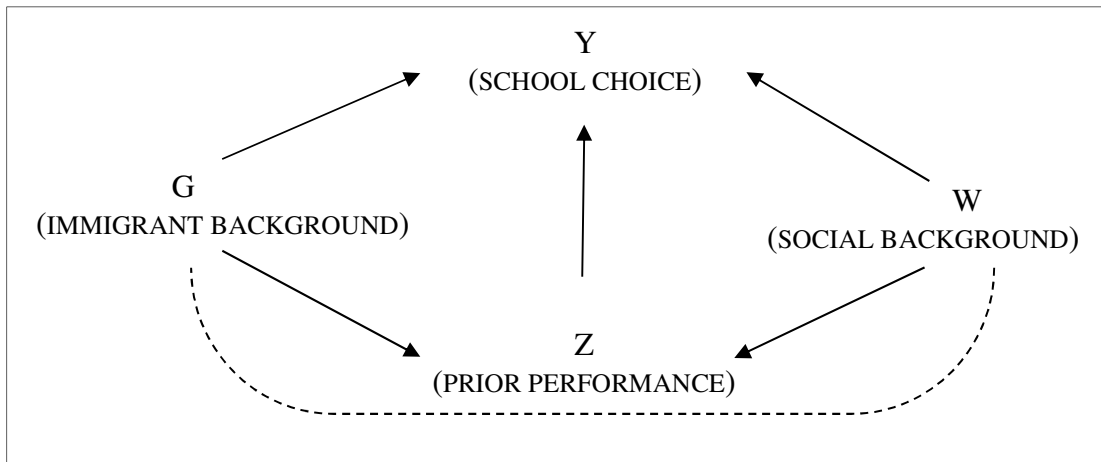 Y
(SCHOOL CHOICE)
G
(IMMIGRANT BACKGROUND)
W
(SOCIAL BACKGROUND)
Z
(PRIOR PERFORMANCE)